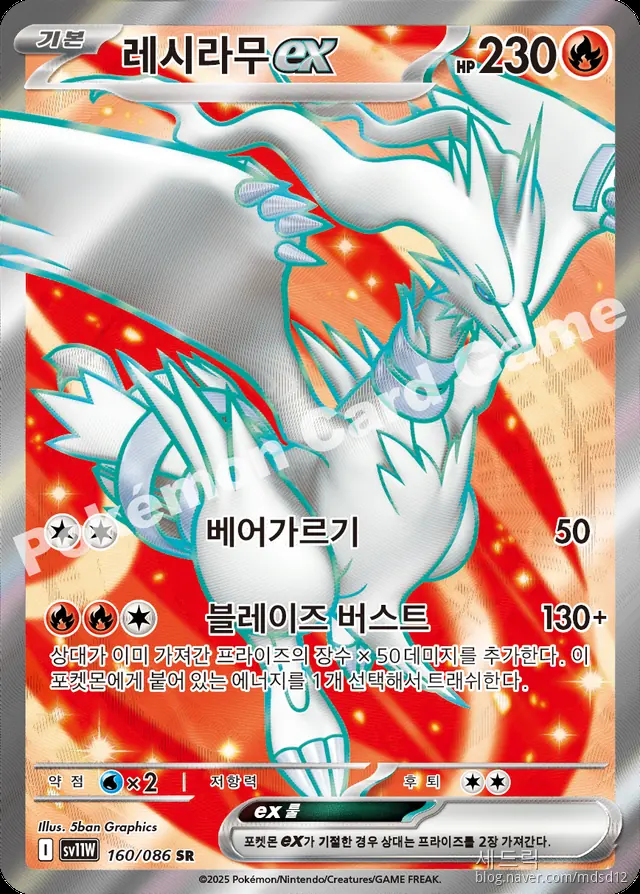 기본 레시라무 ex HP 230
Pokémon Card Game
베어가르기 50
블레이즈 버스트 130+
상대가 이미 가져간 프라이즈의 장수 × 50데미지를 추가한다. 이
포켓몬에게 붙어 있는 에너지를 1개 선택해서 트래쉬한다.
약점 ×2 저항력 후퇴
ex 룰
포켓몬 ex가 기절한 경우 상대는 프라이즈를 2장 가져간다.
Illus. 5ban Graphics
I sv11W 160/086 SR
©2025 Pokémon/Nintendo/Creatures/GAME FREAK.
세드릭
blog.naver.com/mdsd12